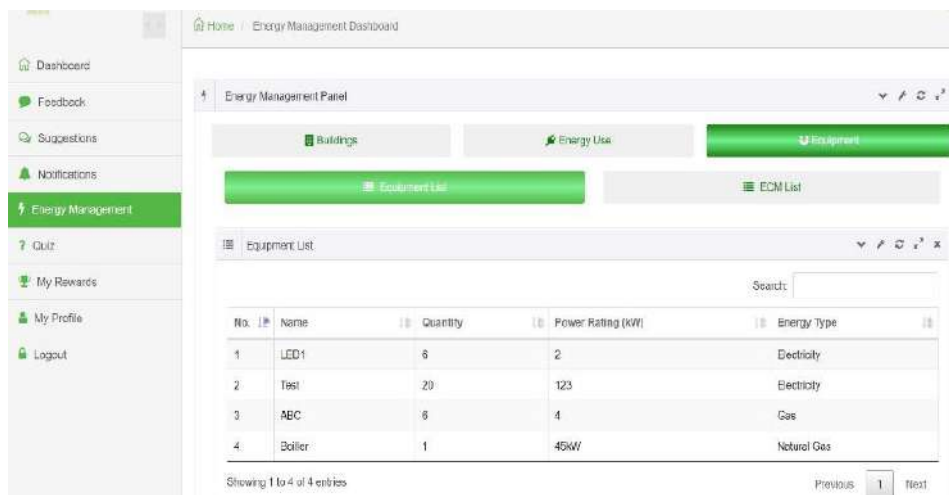 Home / Energy Management Dashboard
Dashboard
Feedback
Suggestions
Notifications
Energy Management
? Quiz
My Rewards
My Profile
Logout
Energy Management Panel
Buildings
Energy Use
Equipment
Equipment List
ECM List
Equipment List
Search:
No. Name Quantity Power Rating (kW) Energy Type
1 LED1 6 2 Electricity
2 Test 20 123 Electricity
3 ABC 6 4 Gas
4 Boiler 1 45kW Natural Gas
Showing 1 to 4 of 4 entries
Previous 1 Next